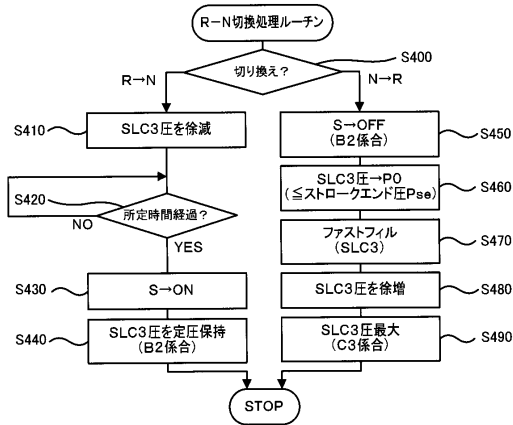 R－N切換処理ルーチン
S400
切り換え？
R→N
N→R
S410
SLC3圧を徐減
S420
所定時間経過？
NO
YES
S430
S→ON
S440
SLC3圧を定圧保持
（B2係合）
S→OFF
（B2係合）
S450
SLC3圧→P0
（≦ストロークエンド圧Pse）
S460
ファストフィル
（SLC3）
S470
SLC3圧を徐増
S480
SLC3圧最大
（C3係合）
S490
STOP